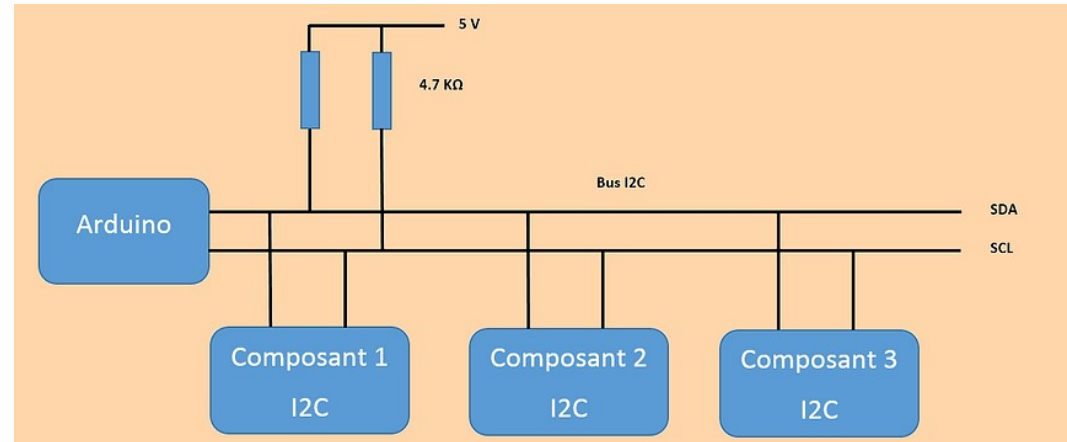 5 V
4.7 KΩ
Bus I2C
Arduino
SDA
SCL
Composant 1
I2C
Composant 2
I2C
Composant 3
I2C